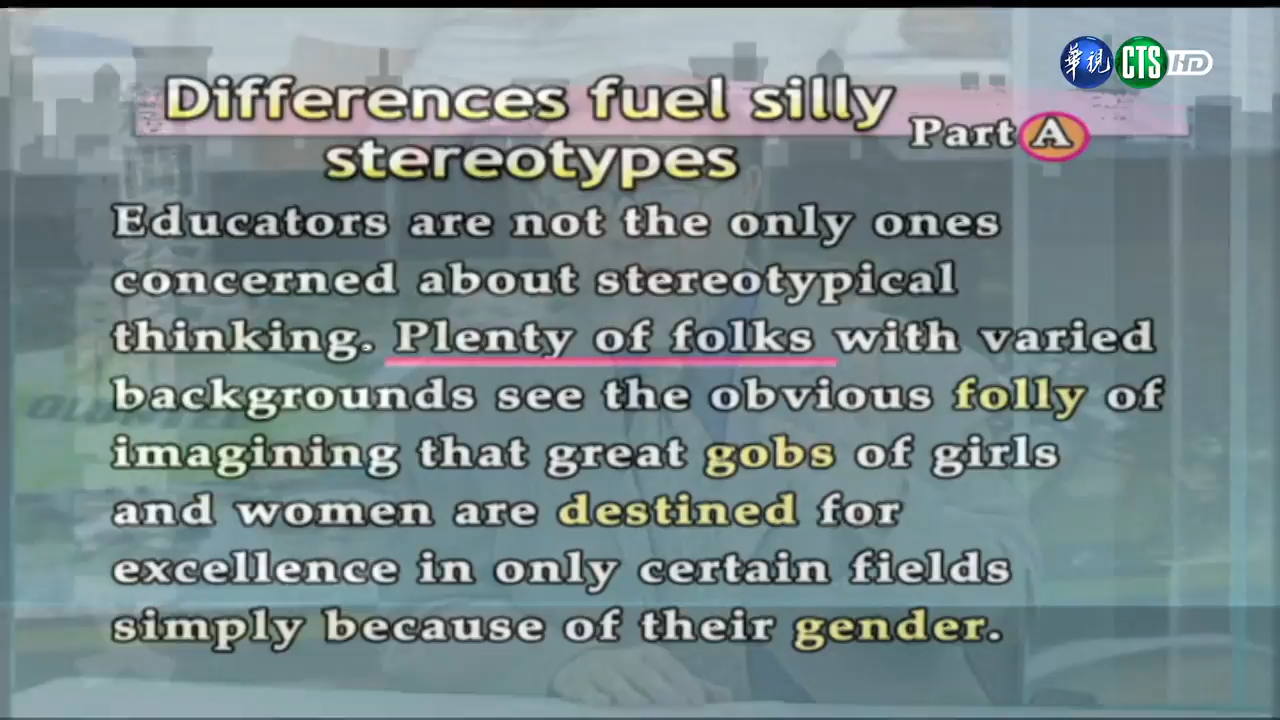 華視 CTS HD
Differences fuel silly
stereotypes
Part A
Educators are not the only ones
concerned about stereotypical
thinking. Plenty of folks with varied
backgrounds see the obvious folly of
imagining that great gobs of girls
and women are destined for
excellence in only certain fields
simply because of their gender.